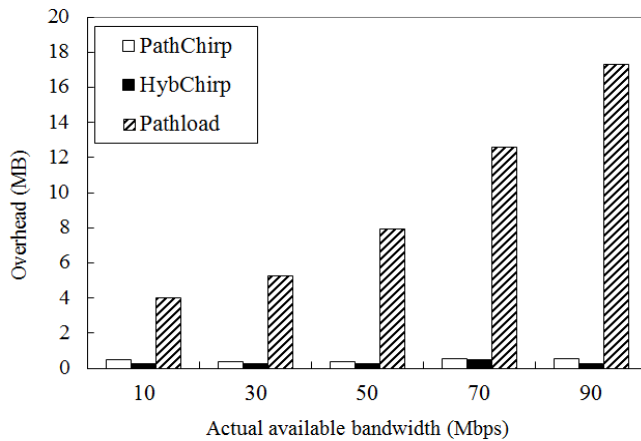 20
18
16
14
12
10
8
6
4
2
0
Overhead (MB)
PathChirp
HybChirp
Pathload
10 30 50 70 90
Actual available bandwidth (Mbps)